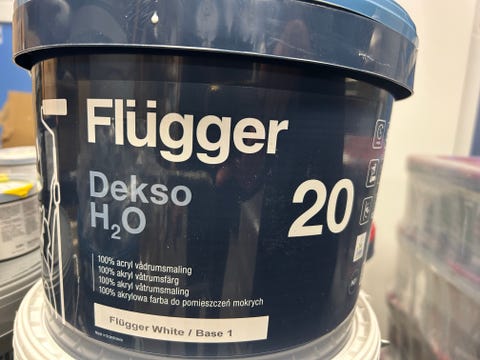 Flügger
Dekso
H₂O
20
100% acryl vådrumsmaling
100% akryl våtrumsfärg
100% akryl våtrumsmaling
100% akrylowa farba do pomieszczeń mokrych
Flügger White / Base 1